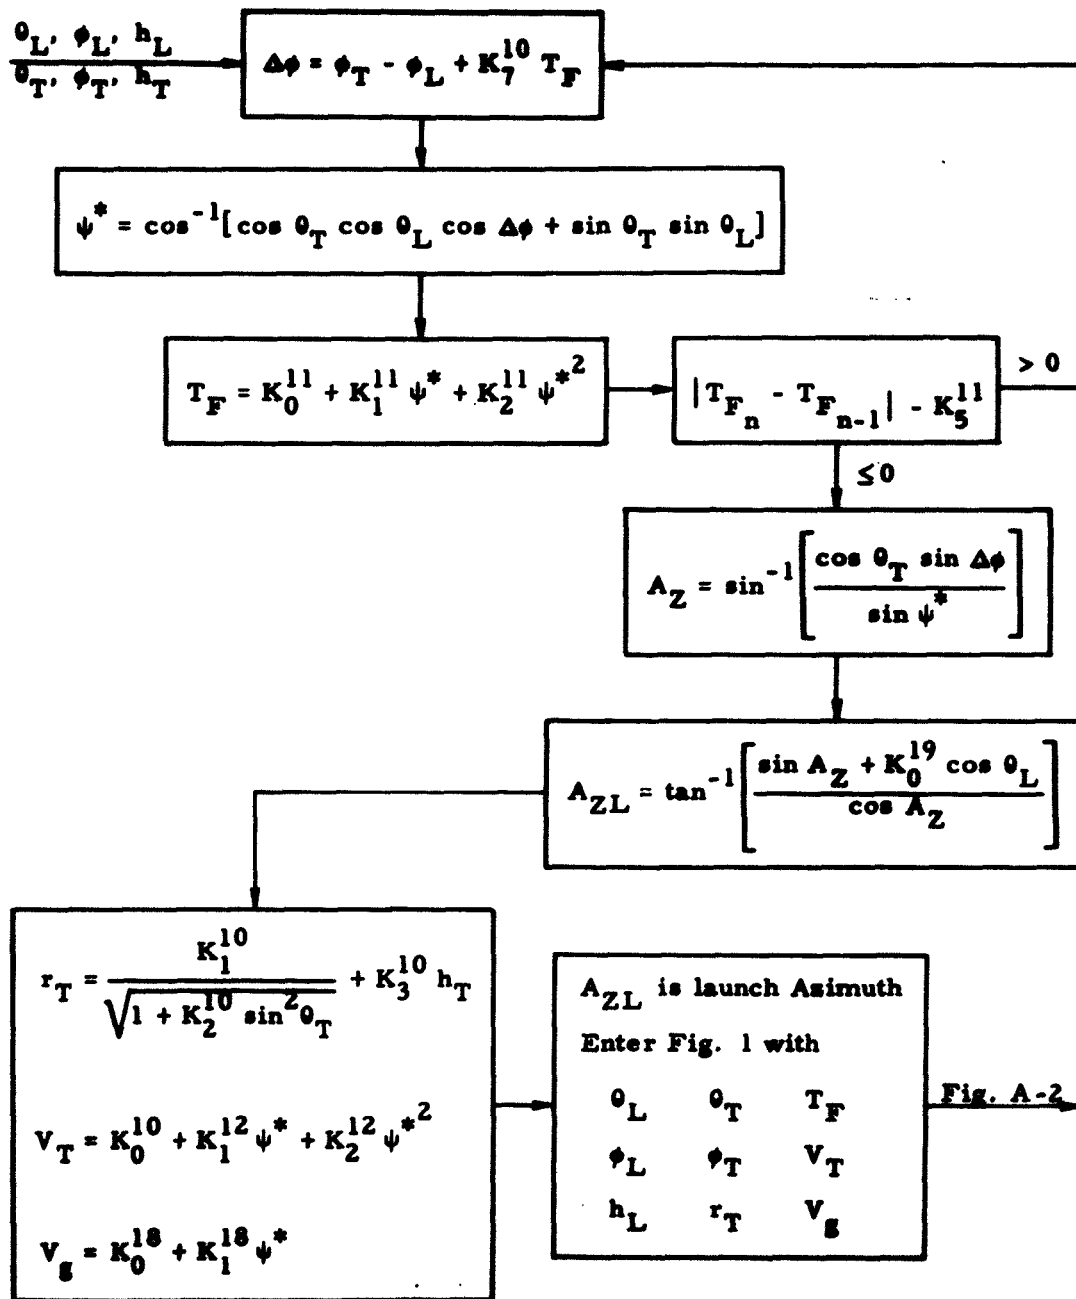 θ_L, φ_L, h_L
θ_T, φ_T, h_T
Δφ = φ_T - φ_L + K_7^10 T_F
ψ* = cos^-1[cos θ_T cos θ_L cos Δφ + sin θ_T sin θ_L]
T_F = K_0^11 + K_1^11 ψ* + K_2^11 ψ*^2
|T_F_n - T_F_n-1| - K_5^11
> 0
≤ 0
A_Z = sin^-1[cos θ_T sin Δφ / sin ψ*]
A_ZL = tan^-1[sin A_Z + K_0^19 cos θ_L / cos A_Z]
r_T = K_1^10 / √(1 + K_2^10 sin^2 θ_T) + K_3^10 h_T
V_T = K_0^10 + K_1^12 ψ* + K_2^12 ψ*^2
V_g = K_0^18 + K_1^18 ψ*
A_ZL is launch Azimuth
Enter Fig. 1 with
θ_L θ_T T_F
φ_L φ_T V_T
h_L r_T V_g
Fig. A-2